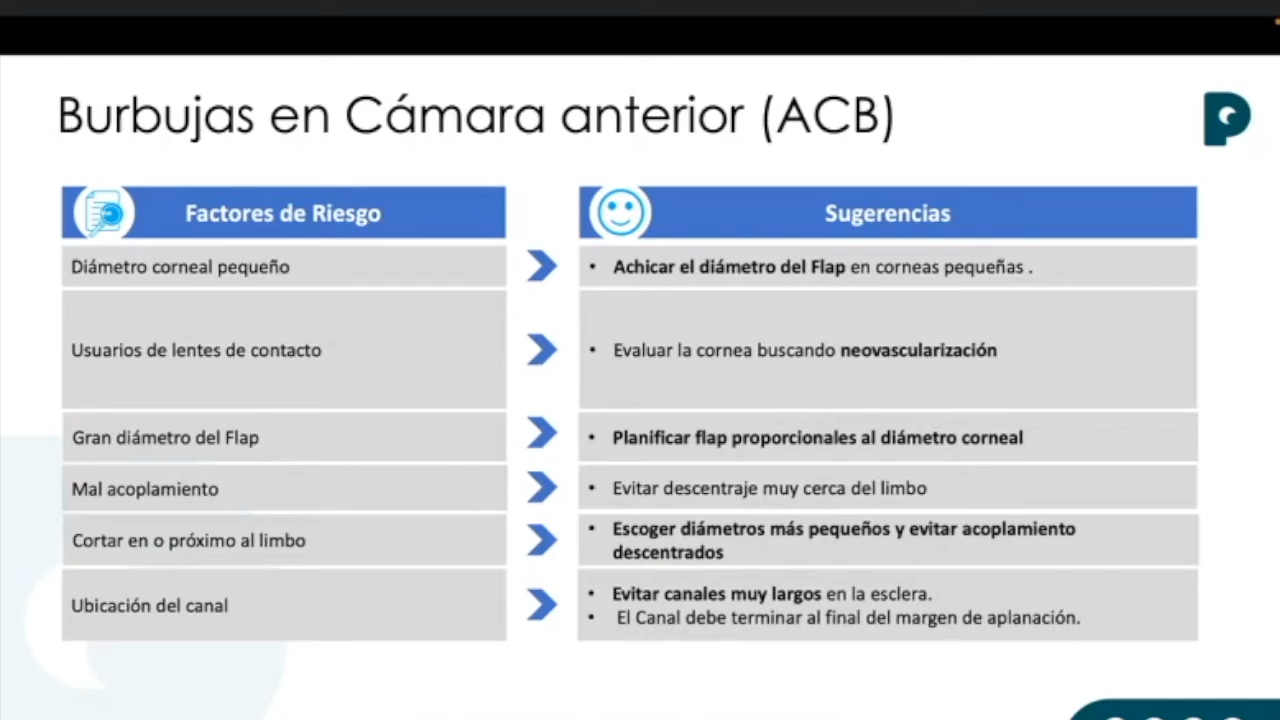 Burbujas en Cámara anterior (ACB)
Factores de Riesgo
Sugerencias
Diámetro corneal pequeño
• Achicar el diámetro del Flap en corneas pequeñas .
Usuarios de lentes de contacto
• Evaluar la cornea buscando neovascularización
Gran diámetro del Flap
• Planificar flap proporcionales al diámetro corneal
Mal acoplamiento
• Evitar descentraje muy cerca del limbo
Cortar en o próximo al limbo
• Escoger diámetros más pequeños y evitar acoplamiento
descentrados
Ubicación del canal
• Evitar canales muy largos en la esclera.
• El Canal debe terminar al final del margen de aplanación.